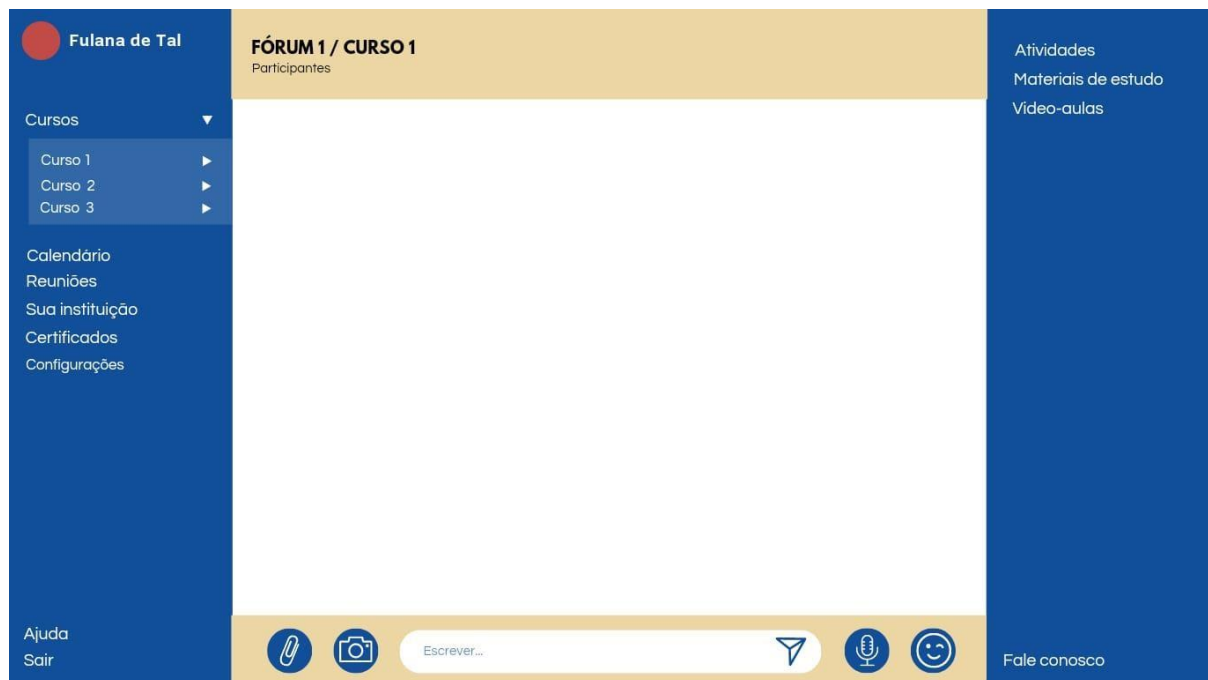 Fulana de Tal
Cursos
Curso 1
Curso 2
Curso 3
Calendário
Reuniões
Sua instituição
Certificados
Configurações
Ajuda
Sair
FÓRUM 1 / CURSO 1
Participantes
Escrever...
Atividades
Materiais de estudo
Video-aulas
Fale conosco